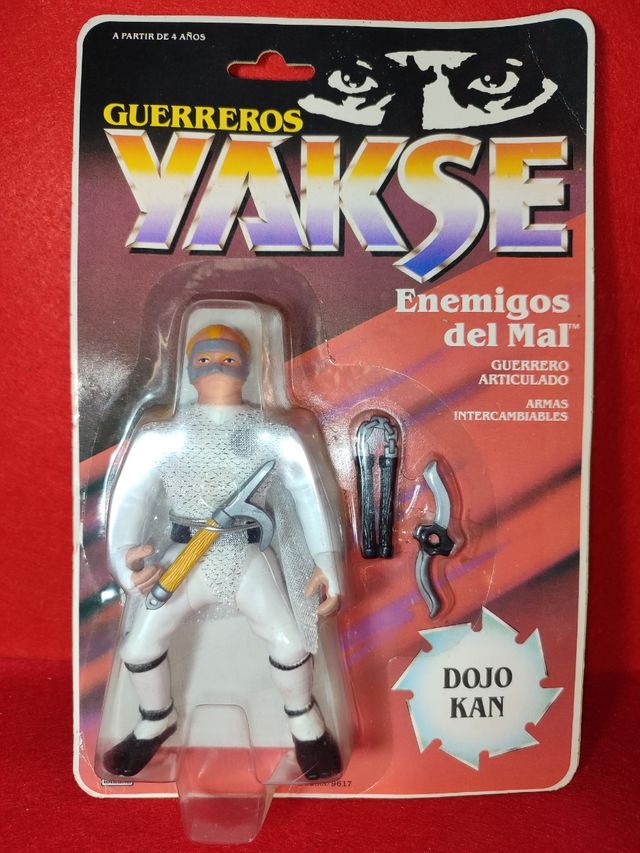 A PARTIR DE 4 AÑOS
GUERREROS
YAKSE
Enemigos
del Mal™
GUERRERO
ARTICULADO
ARMAS
INTERCAMBIABLES
DOJO
KAN